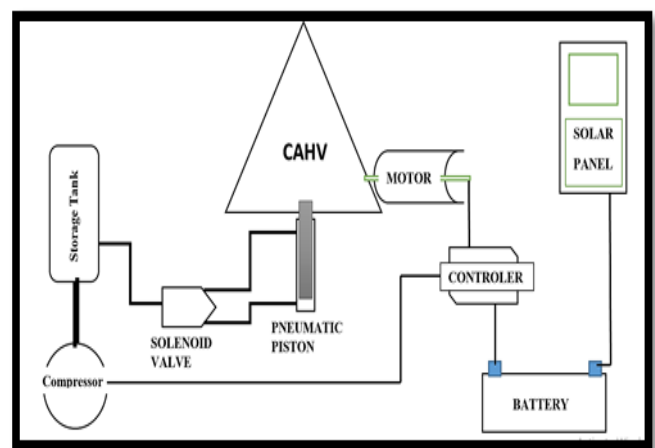 CAHV
SOLAR
PANEL
MOTOR
Storage Tank
CONTROLER
SOLENOID
VALVE
PNEUMATIC
PISTON
Compressor
BATTERY